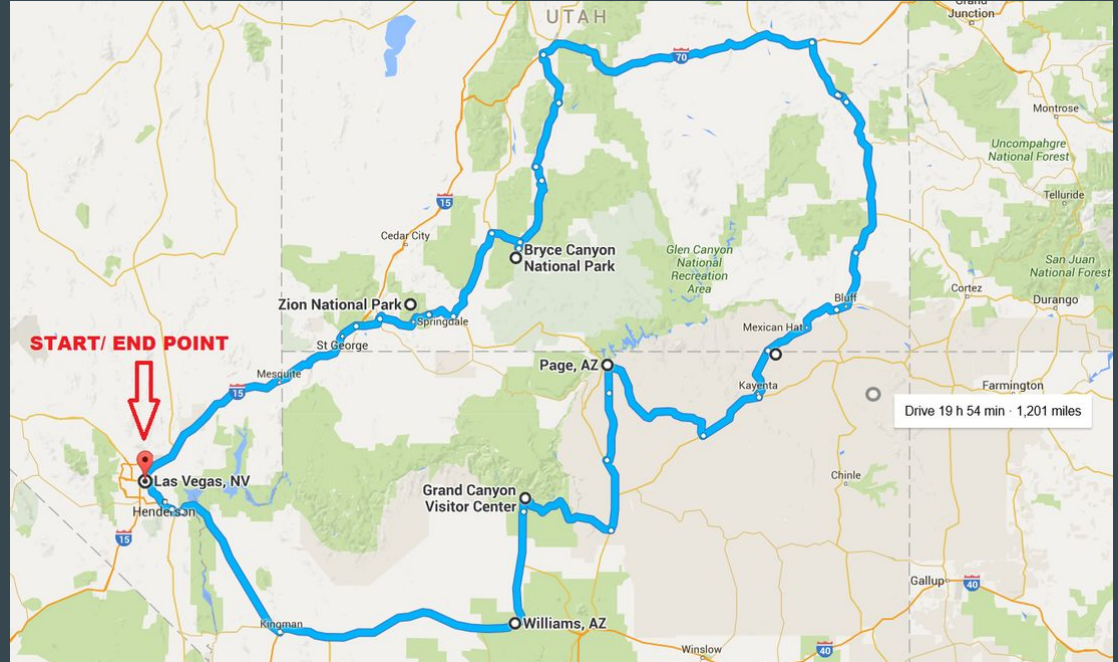 UTAH
Grand
Junction
70
Montrose
Uncompahgre
National Forest
Telluride
15
Cedar City
Bryce Canyon
National Park
Glen Canyon
National
Recreation
Area
San Juan
National Forest
Zion National Park
Springdale
Cortez
Durango
Bluff
Mexican Hat
START/ END POINT
St George
Page, AZ
Mesquite
Kayenta
Farmington
15
Drive 19 h 54 min · 1,201 miles
Las Vegas, NV
Chinle
Grand Canyon
Visitor Center
Henderson
15
Gallup
40
Kingman
Williams, AZ
Winslow
40